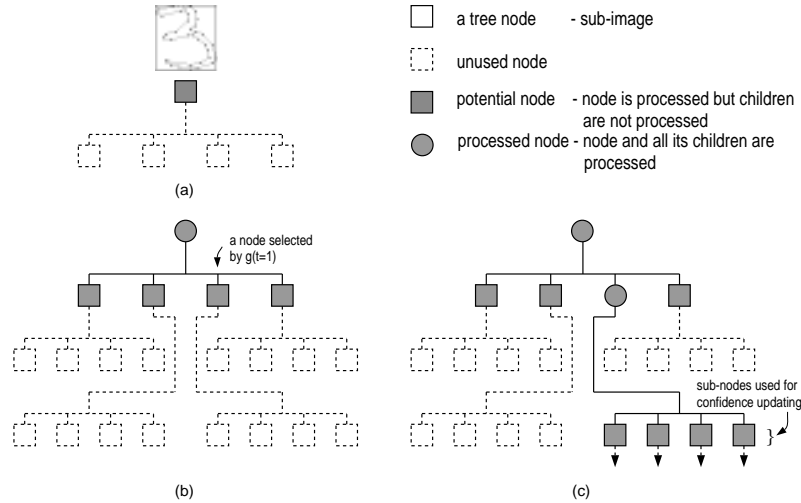 a tree node - sub-image
unused node
potential node - node is processed but children
are not processed
processed node - node and all its children are
processed
(a)
a node selected
by g(t=1)
sub-nodes used for
confidence updating
}
(b)
(c)